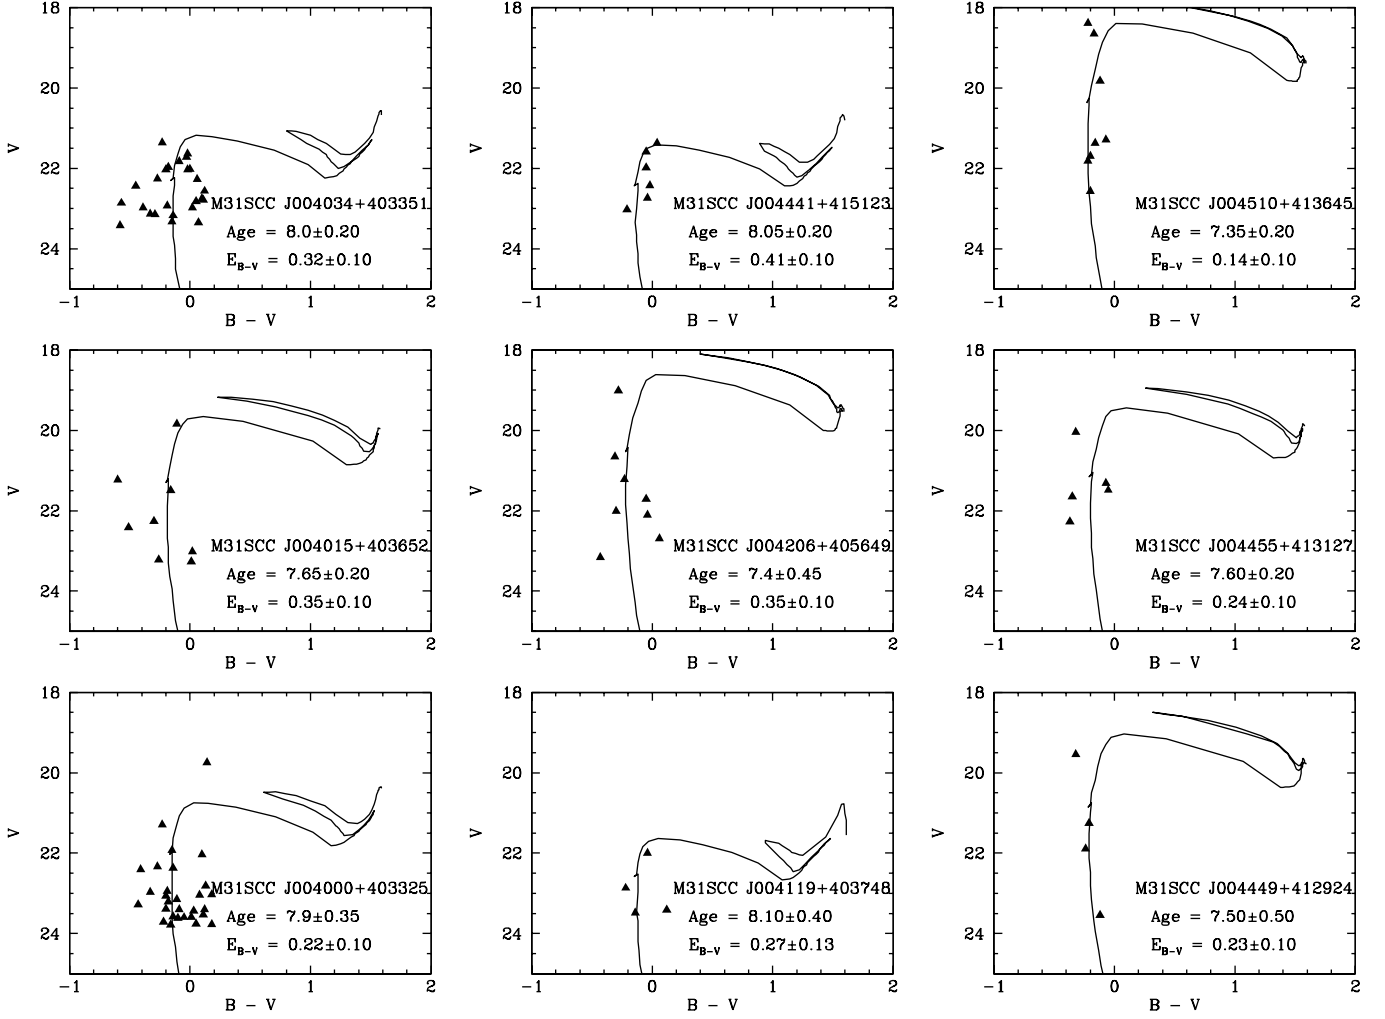 18
20
V
22
24
M31SCC J004034+403351
Age = 8.0±0.20
E_B-V = 0.32±0.10
-1 0 1 2
B - V
18
20
V
22
24
M31SCC J004441+415123
Age = 8.05±0.20
E_B-V = 0.41±0.10
-1 0 1 2
B - V
18
20
V
22
24
M31SCC J004510+413645
Age = 7.35±0.20
E_B-V = 0.14±0.10
-1 0 1 2
B - V
18
20
V
22
24
M31SCC J004015+403652
Age = 7.65±0.20
E_B-V = 0.35±0.10
-1 0 1 2
B - V
18
20
V
22
24
M31SCC J004206+405649
Age = 7.4±0.45
E_B-V = 0.35±0.10
-1 0 1 2
B - V
18
20
V
22
24
M31SCC J004455+413127
Age = 7.60±0.20
E_B-V = 0.24±0.10
-1 0 1 2
B - V
18
20
V
22
24
M31SCC J004000+403325
Age = 7.9±0.35
E_B-V = 0.22±0.10
-1 0 1 2
B - V
18
20
V
22
24
M31SCC J004119+403748
Age = 8.10±0.40
E_B-V = 0.27±0.13
-1 0 1 2
B - V
18
20
V
22
24
M31SCC J004449+412924
Age = 7.50±0.50
E_B-V = 0.23±0.10
-1 0 1 2
B - V